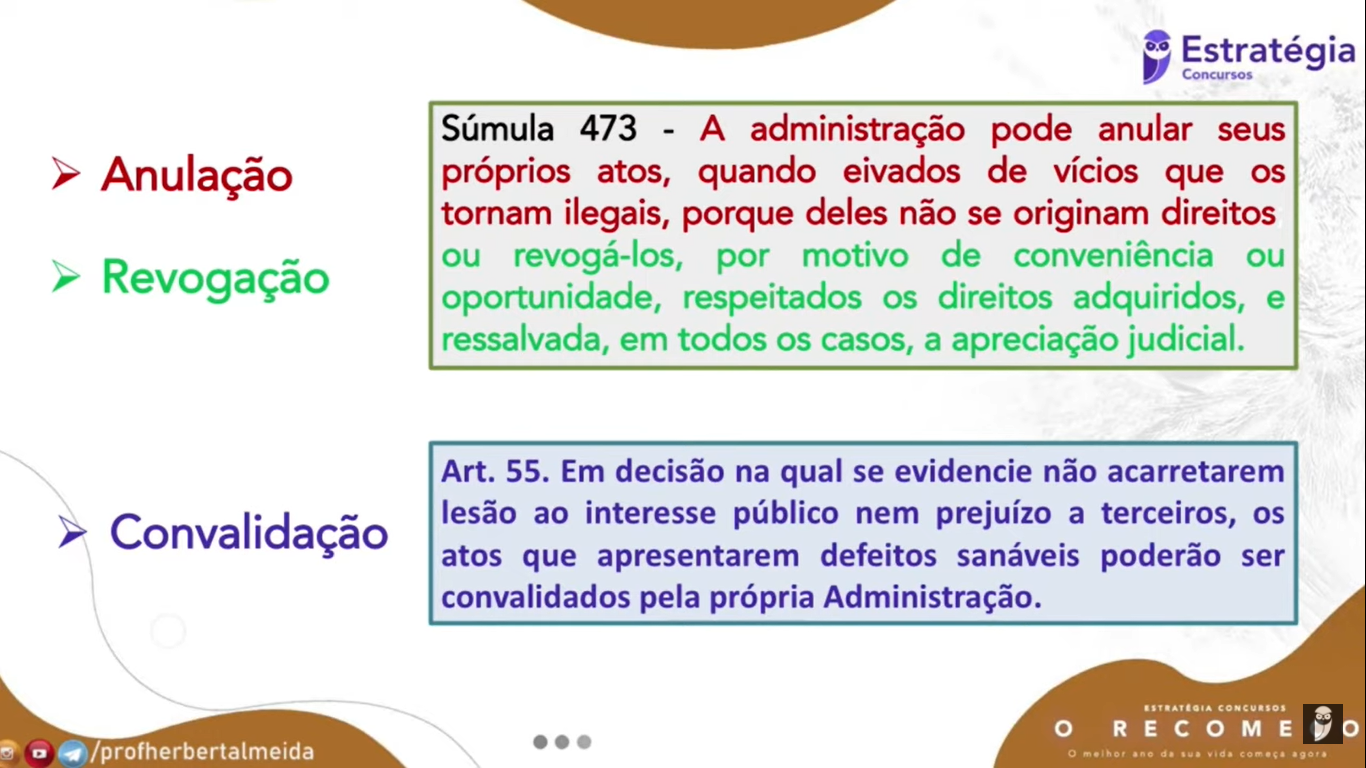 Estratégia
Concursos
Anulação
Revogação
Súmula 473 - A administração pode anular seus
próprios atos, quando eivados de vícios que os
tornam ilegais, porque deles não se originam direitos;
ou revogá-los, por motivo de conveniência ou
oportunidade, respeitados os direitos adquiridos, e
ressalvada, em todos os casos, a apreciação judicial.
Convalidação
Art. 55. Em decisão na qual se evidencie não acarretarem
lesão ao interesse público nem prejuízo a terceiros, os
atos que apresentarem defeitos sanáveis poderão ser
convalidados pela própria Administração.
/profherbertalmeida
ESTRATÉGIA CONCURSOS
O RECOMEÇO
O melhor ano da sua vida começa agora